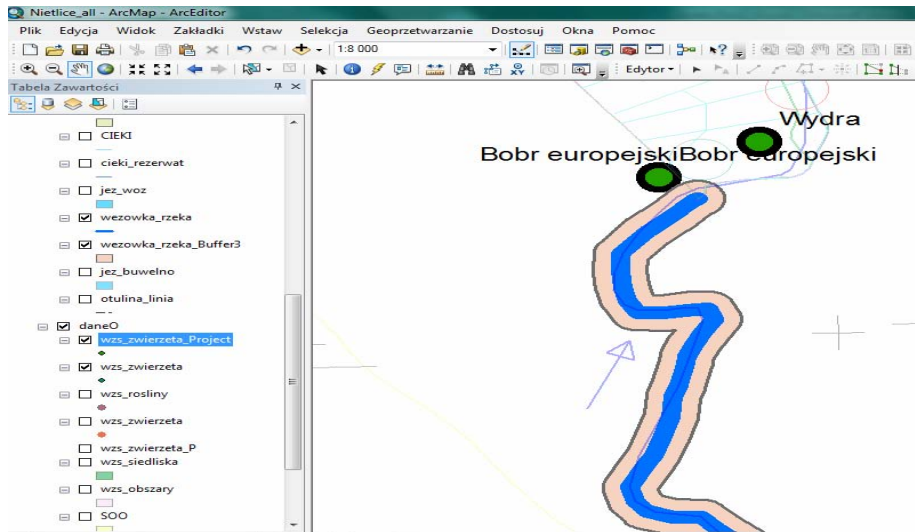 Nietlice_all - ArcMap - ArcEditor
Plik Edycja Widok Zakładki Wstaw Selekcja Geoprzetwarzanie Dostosuj Okna Pomoc
1:8 000
Edytor
Tabela Zawartości
CIEKI
cieki_rezerwat
jez_woz
wezowka_rzeka
wezowka_rzeka_Buffer3
jez_buwelno
otulina_linia
daneO
wzs_zwierzeta_Project
wzs_zwierzeta
wzs_rosliny
wzs_zwierzeta
wzs_zwierzeta_P
wzs_siedliska
wzs_obszary
SOO
Wydra
Bobr europejskiBobr europejski